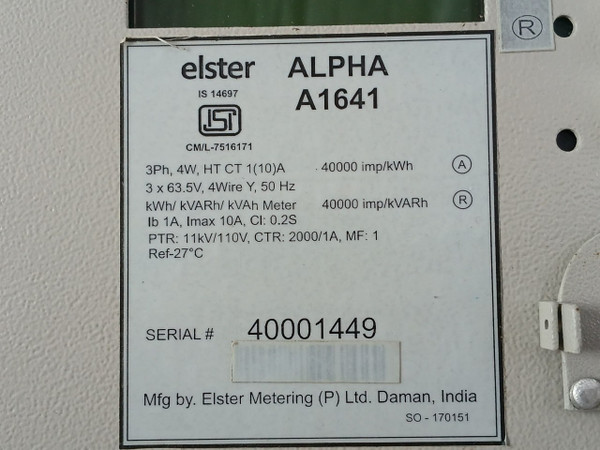 elster ALPHA
A1641
IS 14697
ISI
CM/L-7516171
3Ph, 4W, HT CT 1(10)A 40000 imp/kWh A
3 x 63.5V, 4Wire Y, 50 Hz
kWh/ kVARh/ kVAh Meter 40000 imp/kVARh R
Ib 1A, Imax 10A, Cl: 0.2S
PTR: 11kV/110V, CTR: 2000/1A, MF: 1
Ref-27°C
SERIAL # 40001449
Mfg by. Elster Metering (P) Ltd. Daman, India
SO - 170151
R